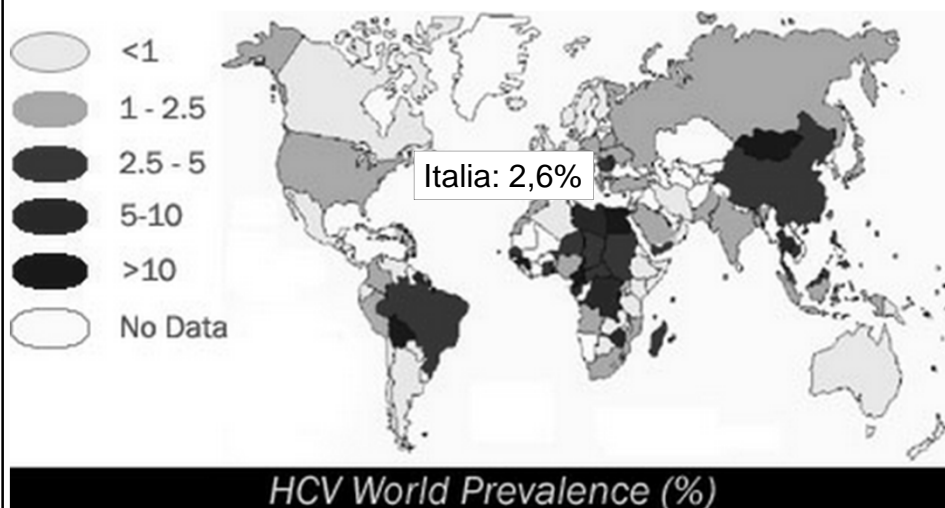 <1
1 - 2.5
2.5 - 5
5-10
>10
No Data
Italia: 2,6%
HCV World Prevalence (%)